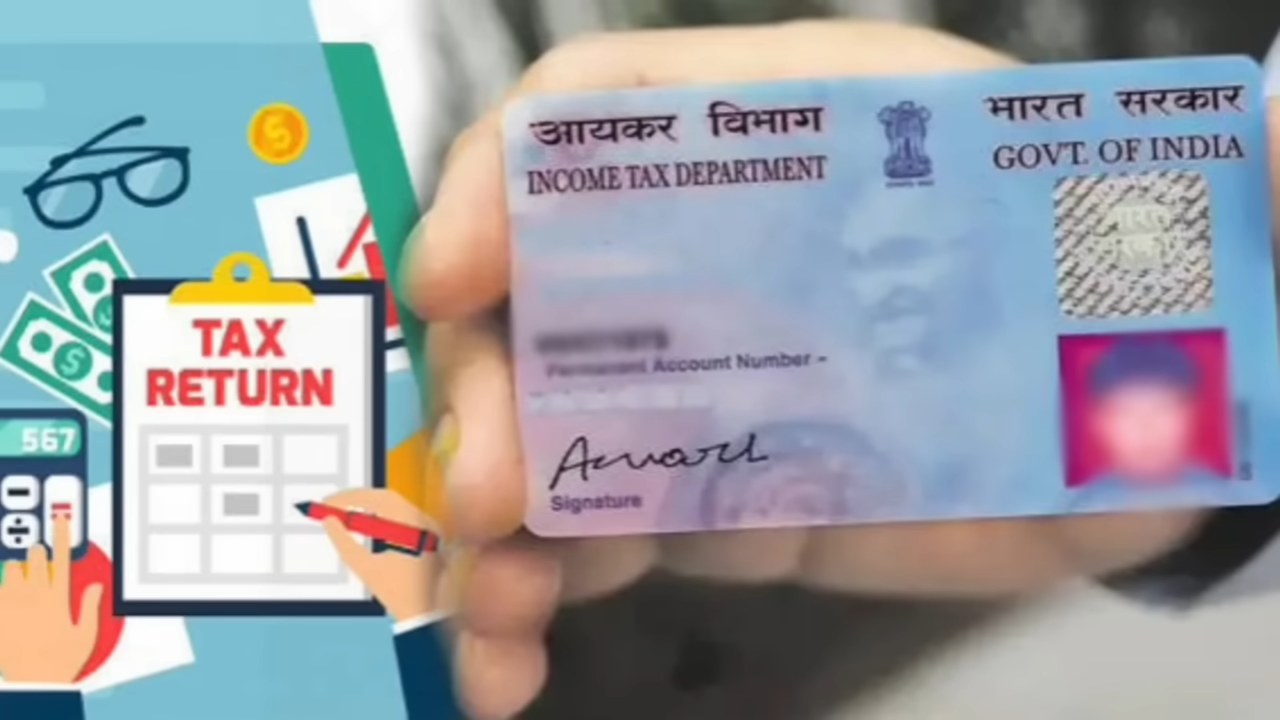 567
TAX
RETURN
आयकर विभाग
INCOME TAX DEPARTMENT
भारत सरकार
GOVT. OF INDIA
Permanent Account Number -
Signature